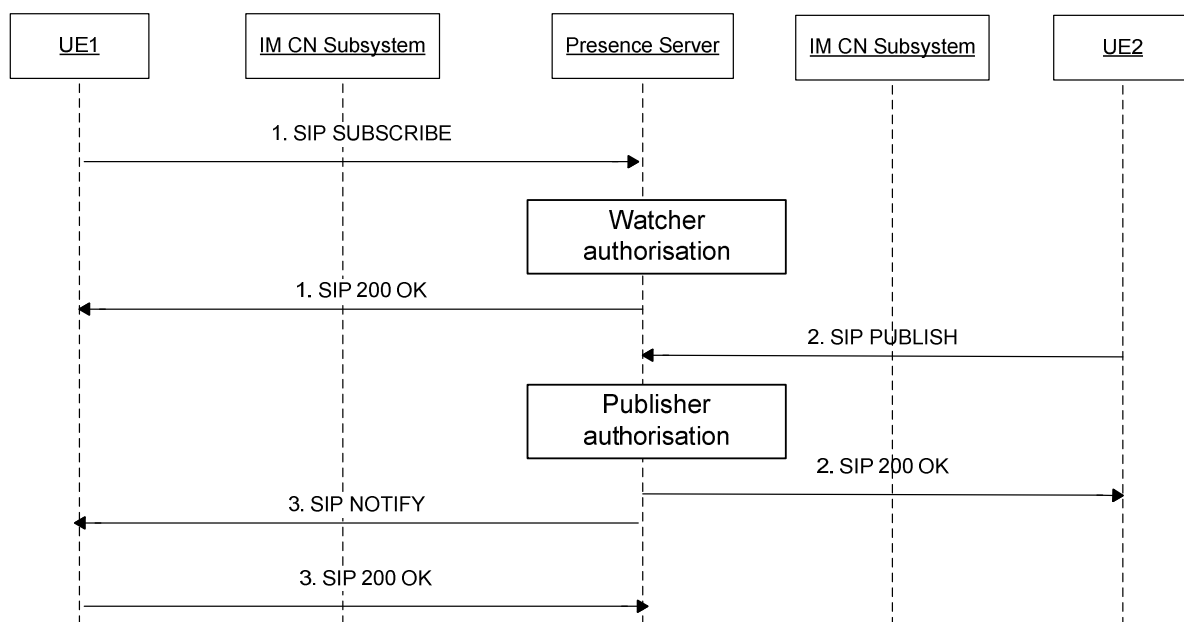 UE1
IM CN Subsystem
Presence Server
IM CN Subsystem
UE2
1. SIP SUBSCRIBE
Watcher
authorisation
1. SIP 200 OK
2. SIP PUBLISH
Publisher
authorisation
2. SIP 200 OK
3. SIP NOTIFY
3. SIP 200 OK